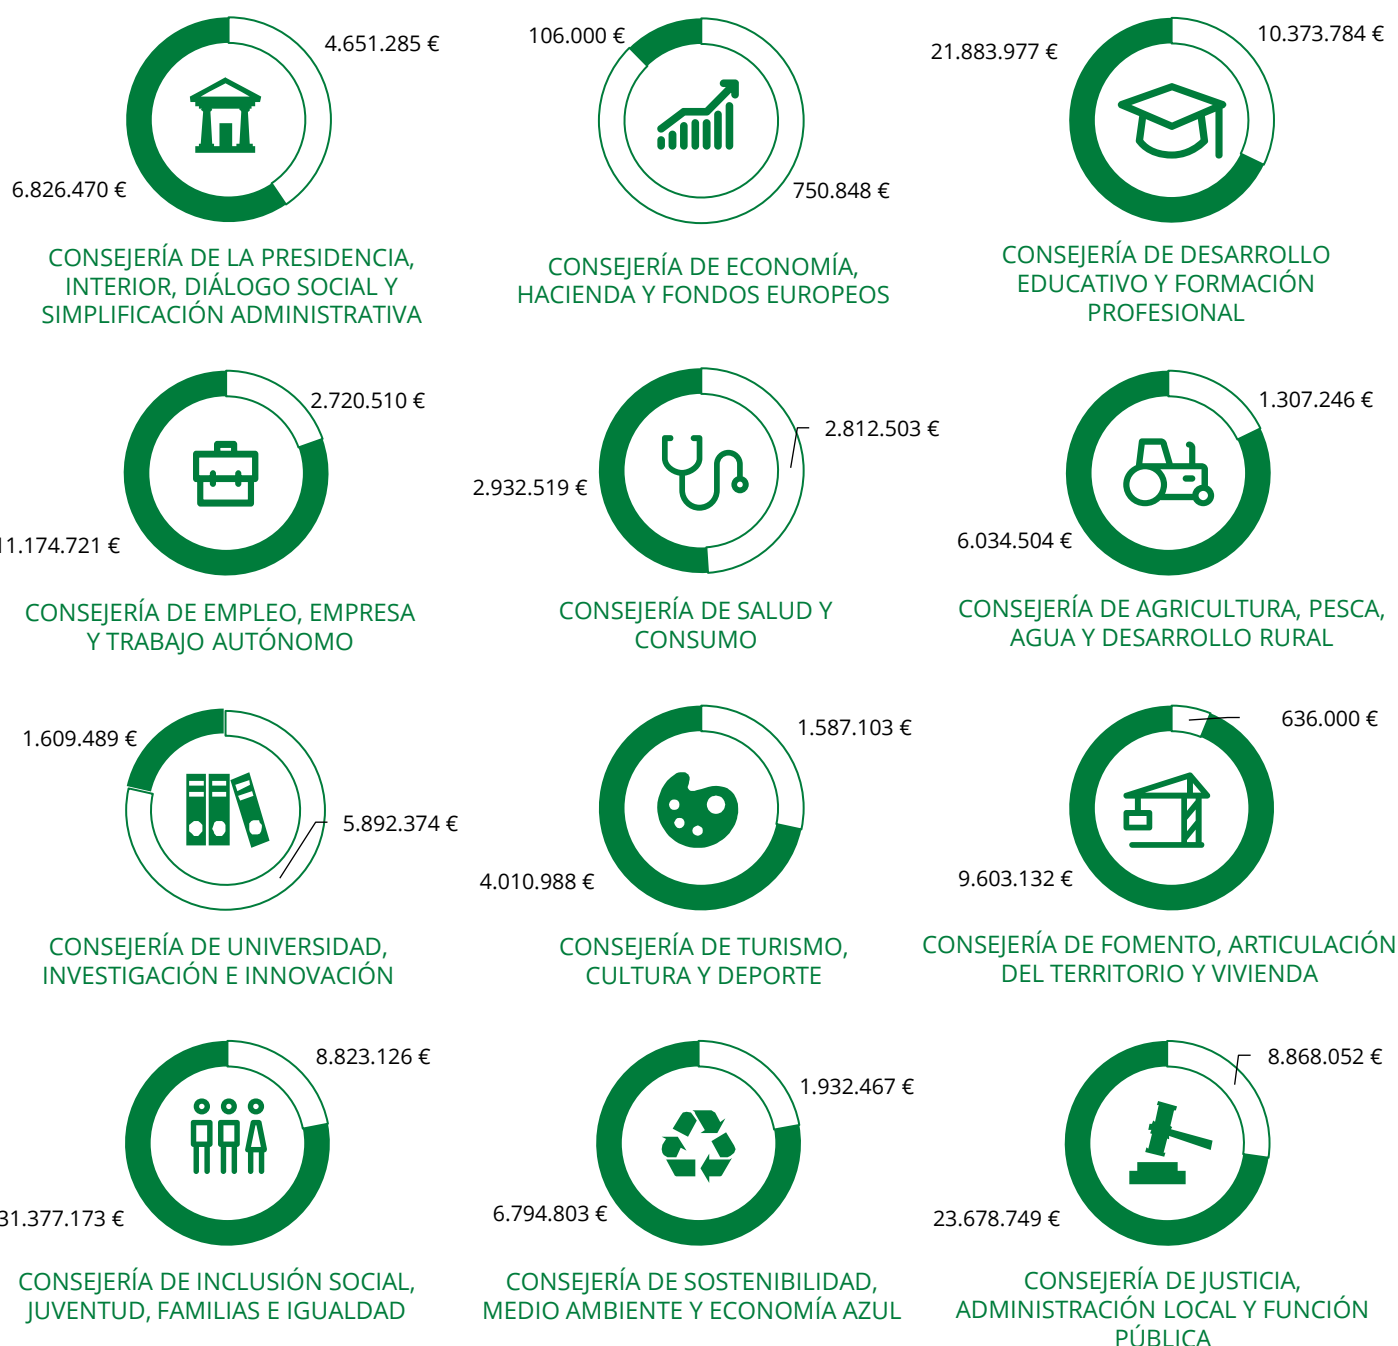 4.651.285 €
6.826.470 €
CONSEJERÍA DE LA PRESIDENCIA,
INTERIOR, DIÁLOGO SOCIAL Y
SIMPLIFICACIÓN ADMINISTRATIVA
106.000 €
750.848 €
CONSEJERÍA DE ECONOMÍA,
HACIENDA Y FONDOS EUROPEOS
21.883.977 €
10.373.784 €
CONSEJERÍA DE DESARROLLO
EDUCATIVO Y FORMACIÓN
PROFESIONAL
2.720.510 €
11.174.721 €
CONSEJERÍA DE EMPLEO, EMPRESA
Y TRABAJO AUTÓNOMO
2.812.503 €
2.932.519 €
CONSEJERÍA DE SALUD Y
CONSUMO
1.307.246 €
6.034.504 €
CONSEJERÍA DE AGRICULTURA, PESCA,
AGUA Y DESARROLLO RURAL
1.609.489 €
5.892.374 €
CONSEJERÍA DE UNIVERSIDAD,
INVESTIGACIÓN E INNOVACIÓN
1.587.103 €
4.010.988 €
CONSEJERÍA DE TURISMO,
CULTURA Y DEPORTE
636.000 €
9.603.132 €
CONSEJERÍA DE FOMENTO, ARTICULACIÓN
DEL TERRITORIO Y VIVIENDA
8.823.126 €
31.377.173 €
CONSEJERÍA DE INCLUSIÓN SOCIAL,
JUVENTUD, FAMILIAS E IGUALDAD
1.932.467 €
6.794.803 €
CONSEJERÍA DE SOSTENIBILIDAD,
MEDIO AMBIENTE Y ECONOMÍA AZUL
8.868.052 €
23.678.749 €
CONSEJERÍA DE JUSTICIA,
ADMINISTRACIÓN LOCAL Y FUNCIÓN
PÚBLICA